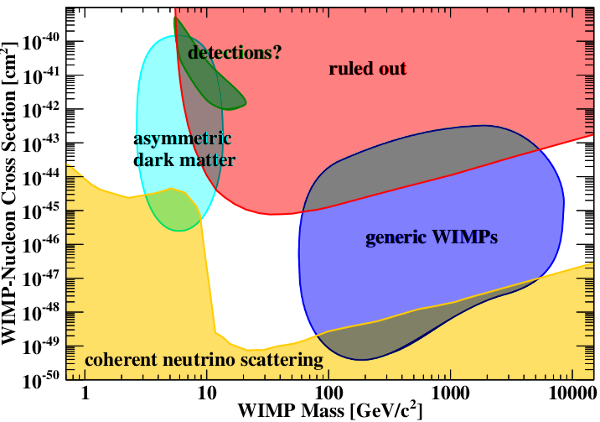 WIMP-Nucleon Cross Section [cm²]
10⁻⁴⁰
10⁻⁴¹
10⁻⁴²
10⁻⁴³
10⁻⁴⁴
10⁻⁴⁵
10⁻⁴⁶
10⁻⁴⁷
10⁻⁴⁸
10⁻⁴⁹
10⁻⁵⁰
detections?
ruled out
asymmetric
dark matter
generic WIMPs
coherent neutrino scattering
1 10 100 1000 10000
WIMP Mass [GeV/c²]